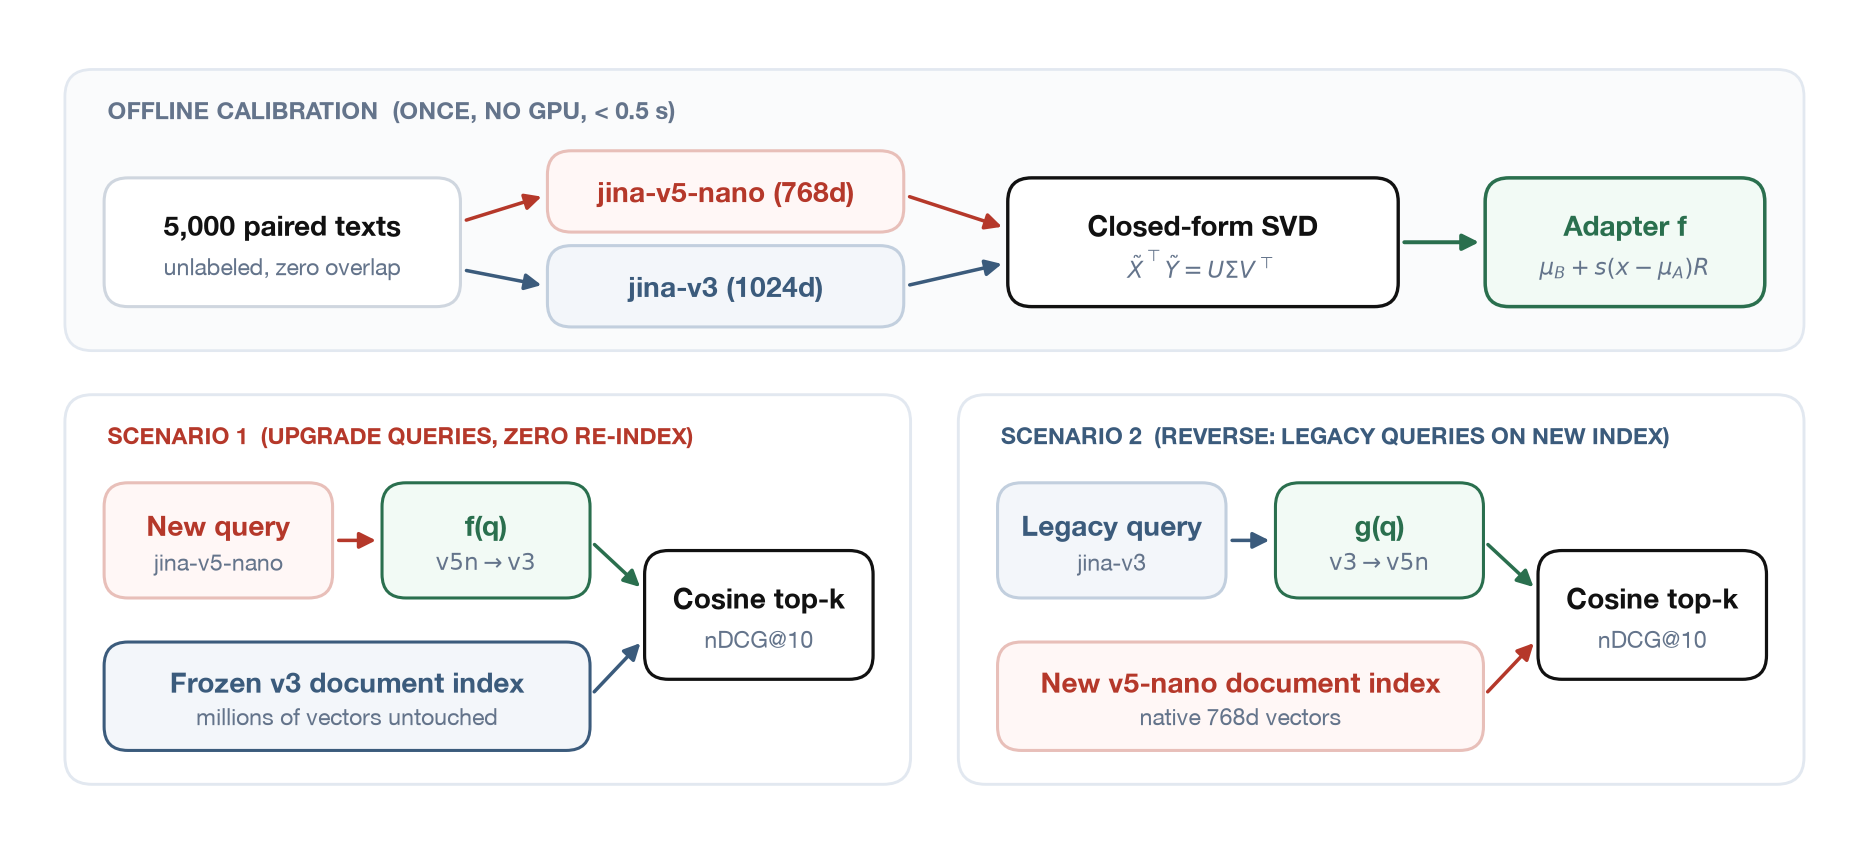 OFFLINE CALIBRATION (ONCE, NO GPU, < 0.5 s)
5,000 paired texts
unlabeled, zero overlap
jina-v5-nano (768d)
jina-v3 (1024d)
Closed-form SVD
X̃⊤Ỹ = UΣV⊤
Adapter f
μ_B + s(x − μ_A)R
SCENARIO 1 (UPGRADE QUERIES, ZERO RE-INDEX)
New query
jina-v5-nano
f(q)
v5n → v3
Cosine top-k
nDCG@10
Frozen v3 document index
millions of vectors untouched
SCENARIO 2 (REVERSE: LEGACY QUERIES ON NEW INDEX)
Legacy query
jina-v3
g(q)
v3 → v5n
Cosine top-k
nDCG@10
New v5-nano document index
native 768d vectors